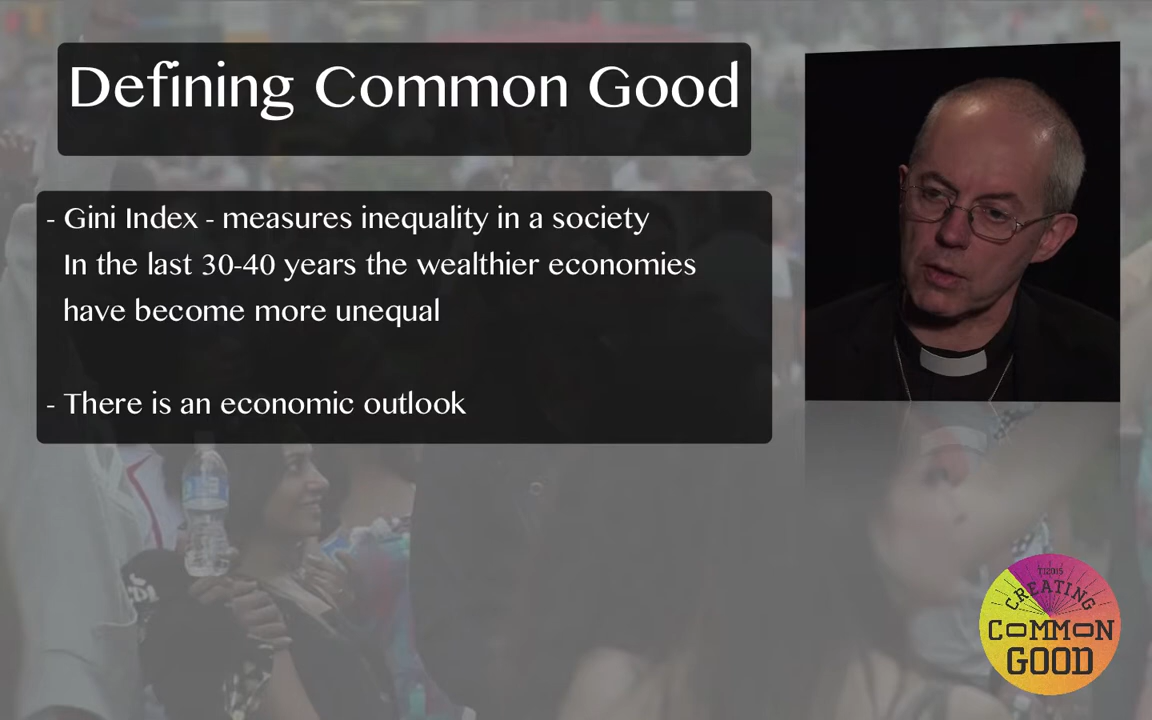 Defining Common Good
- Gini Index - measures inequality in a society
In the last 30-40 years the wealthier economies
have become more unequal
- There is an economic outlook
TI2015
CREATING
COMMON
GOOD